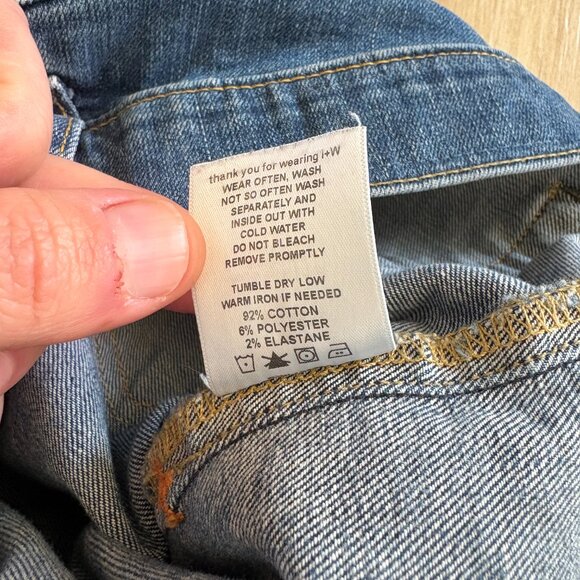 thank you for wearing i+W
WEAR OFTEN, WASH
NOT SO OFTEN WASH
SEPARATELY AND
INSIDE OUT WITH
COLD WATER
DO NOT BLEACH
REMOVE PROMPTLY
TUMBLE DRY LOW
WARM IRON IF NEEDED
92% COTTON
6% POLYESTER
2% ELASTANE